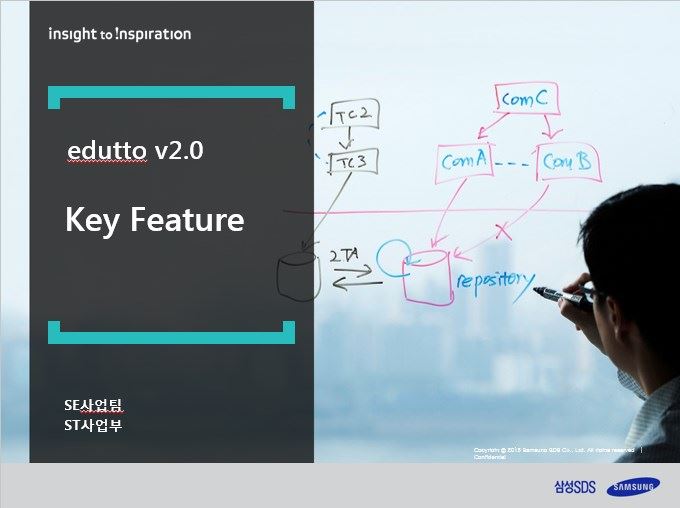 insight to !nspiration
edutto v2.0
Key Feature
SE사업팀
ST사업부
TC2
TC3
2TA
ComC
ComA
ComB
repository
Copyright © 2015 Samsung SDS Co., Ltd. All rights reserved |
Confidential
삼성SDS
SAMSUNG